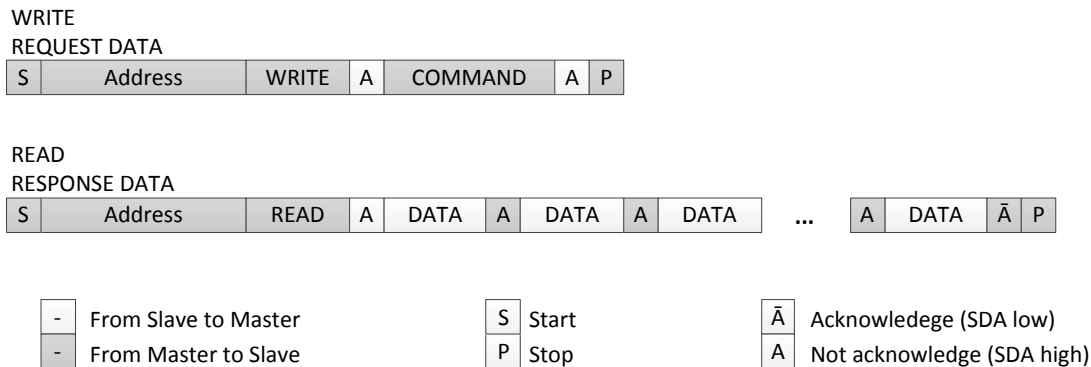 WRITE
REQUEST DATA
S Address WRITE A COMMAND A P
READ
RESPONSE DATA
S Address READ A DATA A DATA A DATA ... A DATA Ā P
- From Slave to Master S Start Ā Acknowledege (SDA low)
- From Master to Slave P Stop A Not acknowledge (SDA high)